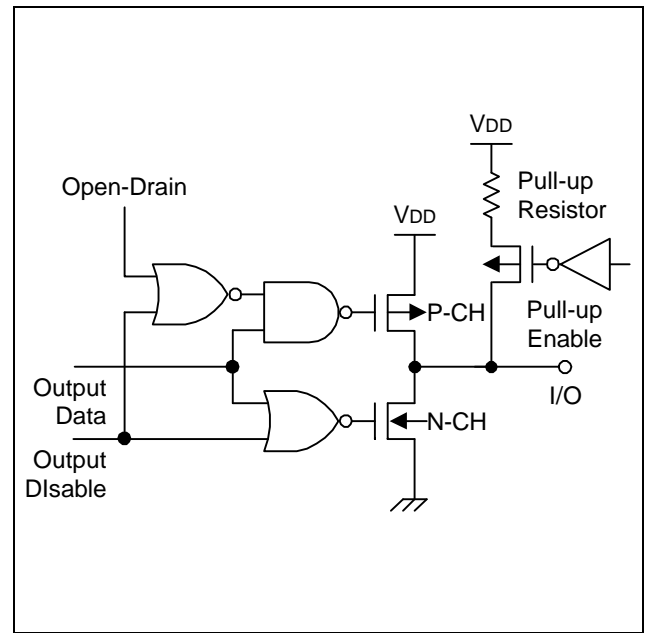 VDD
Open-Drain
Pull-up
Resistor
VDD
P-CH
Pull-up
Enable
Output
Data
I/O
N-CH
Output
DIsable